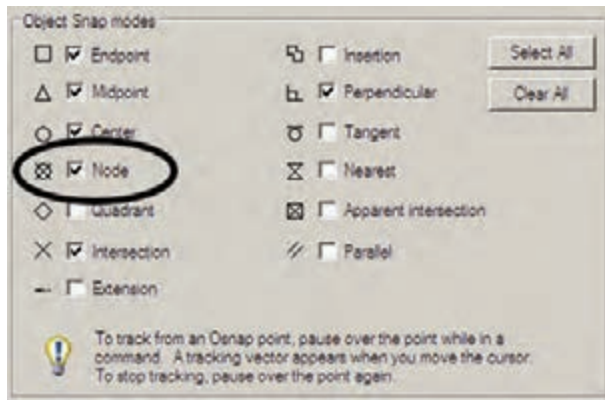 Object Snap modes
Endpoint
Midpoint
Center
Node
Quadrant
Intersection
Extension
Insertion
Perpendicular
Tangent
Nearest
Apparent intersection
Parallel
Select All
Clear All
To track from an Osnap point, pause over the point while in a
command. A tracking vector appears when you move the cursor.
To stop tracking, pause over the point again.